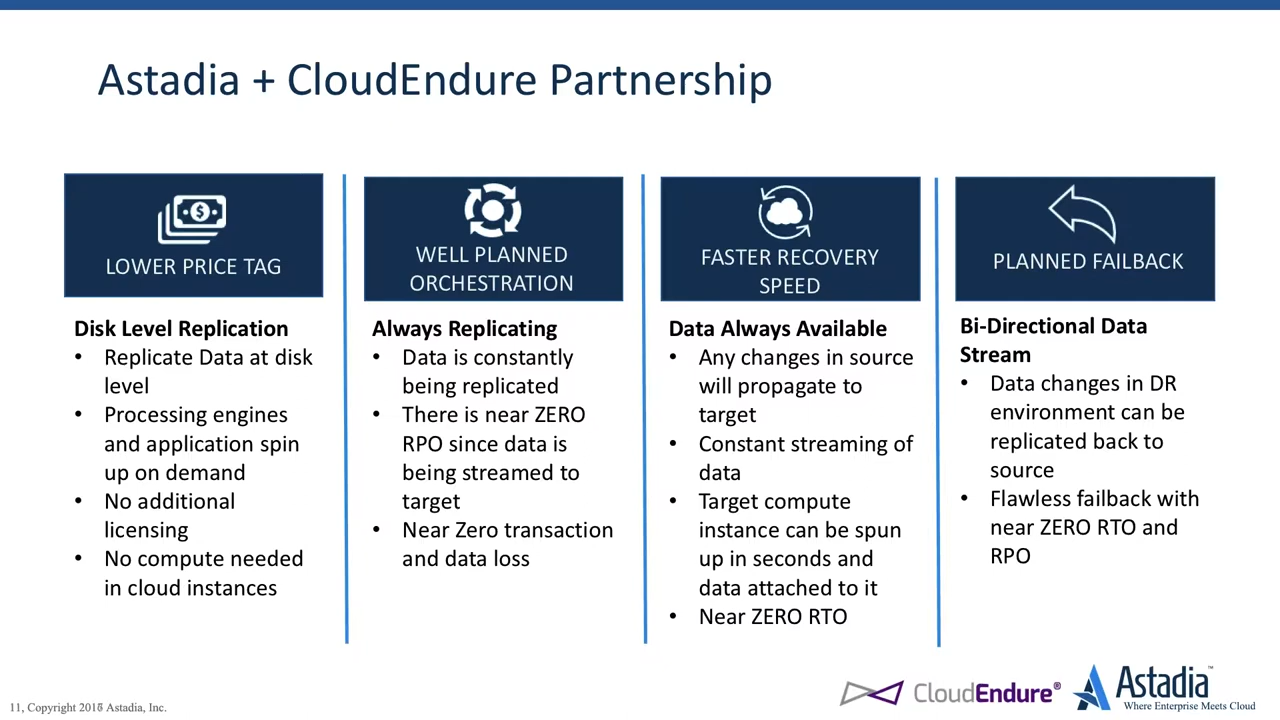 Astadia + CloudEndure Partnership
LOWER PRICE TAG
Disk Level Replication
• Replicate Data at disk
level
• Processing engines
and application spin
up on demand
• No additional
licensing
• No compute needed
in cloud instances
WELL PLANNED
ORCHESTRATION
Always Replicating
• Data is constantly
being replicated
• There is near ZERO
RPO since data is
being streamed to
target
• Near Zero transaction
and data loss
FASTER RECOVERY
SPEED
Data Always Available
• Any changes in source
will propagate to
target
• Constant streaming of
data
• Target compute
instance can be spun
up in seconds and
data attached to it
• Near ZERO RTO
PLANNED FAILBACK
Bi-Directional Data
Stream
• Data changes in DR
environment can be
replicated back to
source
• Flawless failback with
near ZERO RTO and
RPO
CloudEndure®
Astadia™
Where Enterprise Meets Cloud
11, Copyright Astadia, Inc.